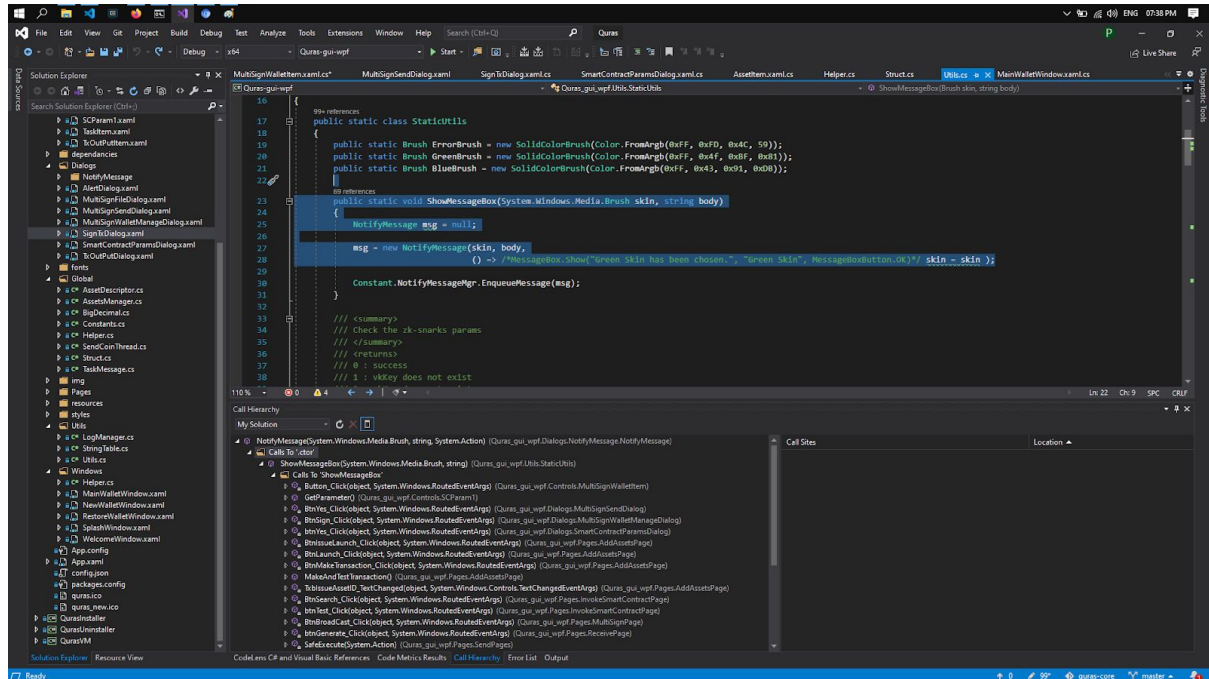 ENG 07:38 PM
File Edit View Git Project Build Debug Test Analyze Tools Extensions Window Help Search (Ctrl+Q) Quras P
Debug x64 Quras-gui-wpf Start Live Share
Data Sources
Diagnostic Tools
Solution Explorer
Search Solution Explorer (Ctrl+;)
SCParam1.xaml
TaskItem.xaml
TxOutPutItem.xaml
dependancies
Dialogs
NotifyMessage
AlertDialog.xaml
MultiSignFileDialog.xaml
MultiSignSendDialog.xaml
MultiSignWalletManageDialog.xaml
SignTxDialog.xaml
SmartContractParamsDialog.xaml
TxOutPutDialog.xaml
fonts
Global
AssetDescriptor.cs
AssetsManager.cs
BigDecimal.cs
Constants.cs
Helper.cs
SendCoinThread.cs
Struct.cs
TaskMessage.cs
img
Pages
resources
styles
Utils
LogManager.cs
StringTable.cs
Utils.cs
Windows
Helper.cs
MainWalletWindow.xaml
NewWalletWindow.xaml
RestoreWalletWindow.xaml
SplashWindow.xaml
WelcomeWindow.xaml
App.config
App.xaml
config.json
packages.config
quras.ico
quras_new.ico
QurasInstaller
QurasUninstaller
QurasVM
Solution Explorer Resource View
MultiSignWalletItem.xaml.cs* MultiSignSendDialog.xaml SignTxDialog.xaml.cs SmartContractParamsDialog.xaml.cs AssetItem.xaml.cs Helper.cs Struct.cs Utils.cs MainWalletWindow.xaml.cs
Quras-gui-wpf Quras_gui_wpf.Utils.StaticUtils ShowMessageBox(Brush skin, string body)
16 {
99+ references
17 public static class StaticUtils
18 {
19 public static Brush ErrorBrush = new SolidColorBrush(Color.FromArgb(0xFF, 0xFD, 0x4C, 59));
20 public static Brush GreenBrush = new SolidColorBrush(Color.FromArgb(0xFF, 0x4f, 0xBF, 0x81));
21 public static Brush BlueBrush = new SolidColorBrush(Color.FromArgb(0xFF, 0x43, 0x91, 0xDB));
22
69 references
23 public static void ShowMessageBox(System.Windows.Media.Brush skin, string body)
24 {
25 NotifyMessage msg = null;
26
27 msg = new NotifyMessage(skin, body,
28 () => /*MessageBox.Show("Green Skin has been chosen.", "Green Skin", MessageBoxButton.OK)*/ skin = skin );
29
30 Constant.NotifyMessageMgr.EnqueueMessage(msg);
31 }
32
33 /// <summary>
34 /// Check the zk-snarks params
35 /// </summary>
36 /// <returns>
37 /// 0 : success
38 /// 1 : vkKey does not exist
110 % 0 4 Ln: 22 Ch: 9 SPC CRLF
Call Hierarchy
My Solution
Call Sites Location
NotifyMessage(System.Windows.Media.Brush, string, System.Action) (Quras_gui_wpf.Dialogs.NotifyMessage.NotifyMessage)
Calls To '.ctor'
ShowMessageBox(System.Windows.Media.Brush, string) (Quras_gui_wpf.Utils.StaticUtils)
Calls To 'ShowMessageBox'
Button_Click(object, System.Windows.RoutedEventArgs) (Quras_gui_wpf.Controls.MultiSignWalletItem)
GetParameter() (Quras_gui_wpf.Controls.SCParam1)
BtnYes_Click(object, System.Windows.RoutedEventArgs) (Quras_gui_wpf.Dialogs.MultiSignSendDialog)
BtnSign_Click(object, System.Windows.RoutedEventArgs) (Quras_gui_wpf.Dialogs.MultiSignWalletManageDialog)
BtnYes_Click(object, System.Windows.RoutedEventArgs) (Quras_gui_wpf.Dialogs.SmartContractParamsDialog)
BtnIssueLaunch_Click(object, System.Windows.RoutedEventArgs) (Quras_gui_wpf.Pages.AddAssetsPage)
BtnLaunch_Click(object, System.Windows.RoutedEventArgs) (Quras_gui_wpf.Pages.AddAssetsPage)
BtnMakeTransaction_Click(object, System.Windows.RoutedEventArgs) (Quras_gui_wpf.Pages.AddAssetsPage)
MakeAndTestTransaction() (Quras_gui_wpf.Pages.AddAssetsPage)
TxbIssueAssetID_TextChanged(object, System.Windows.Controls.TextChangedEventArgs) (Quras_gui_wpf.Pages.AddAssetsPage)
BtnSearch_Click(object, System.Windows.RoutedEventArgs) (Quras_gui_wpf.Pages.InvokeSmartContractPage)
btnTest_Click(object, System.Windows.RoutedEventArgs) (Quras_gui_wpf.Pages.InvokeSmartContractPage)
BtnBroadCast_Click(object, System.Windows.RoutedEventArgs) (Quras_gui_wpf.Pages.MultiSignPage)
btnGenerate_Click(object, System.Windows.RoutedEventArgs) (Quras_gui_wpf.Pages.ReceivePage)
SafeExecute(System.Action) (Quras_gui_wpf.Pages.SendPages)
CodeLens C# and Visual Basic References Code Metrics Results Call Hierarchy Error List Output
Ready 0 99+ quras-core master